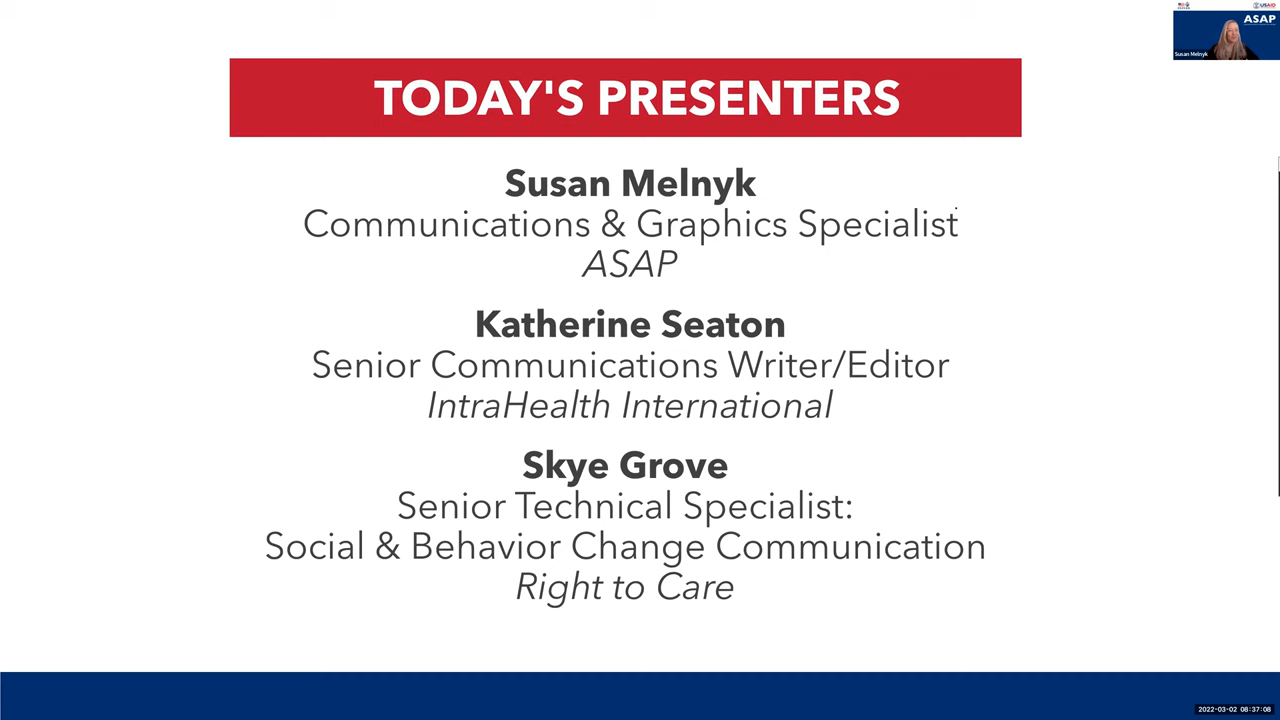 USAID
ASAP
Susan Melnyk
TODAY'S PRESENTERS
Susan Melnyk
Communications & Graphics Specialist
ASAP
Katherine Seaton
Senior Communications Writer/Editor
IntraHealth International
Skye Grove
Senior Technical Specialist:
Social & Behavior Change Communication
Right to Care
2022-03-02 08:37:08